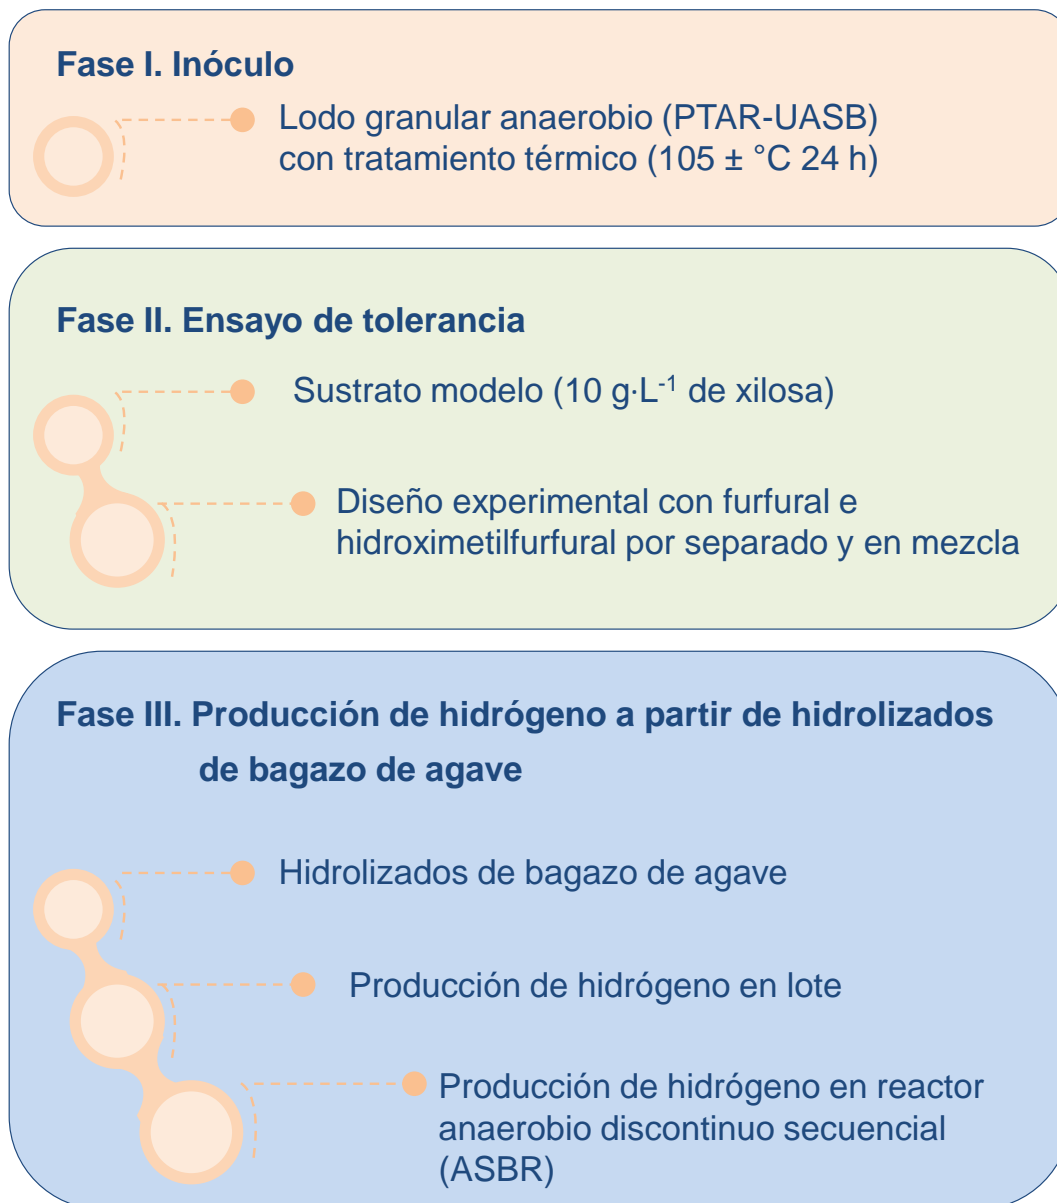 Fase I. Inóculo
Lodo granular anaerobio (PTAR-UASB)
con tratamiento térmico (105 ± °C 24 h)
Fase II. Ensayo de tolerancia
Sustrato modelo (10 g·L⁻¹ de xilosa)
Diseño experimental con furfural e
hidroximetilfurfural por separado y en mezcla
Fase III. Producción de hidrógeno a partir de hidrolizados
de bagazo de agave
Hidrolizados de bagazo de agave
Producción de hidrógeno en lote
Producción de hidrógeno en reactor
anaerobio discontinuo secuencial
(ASBR)